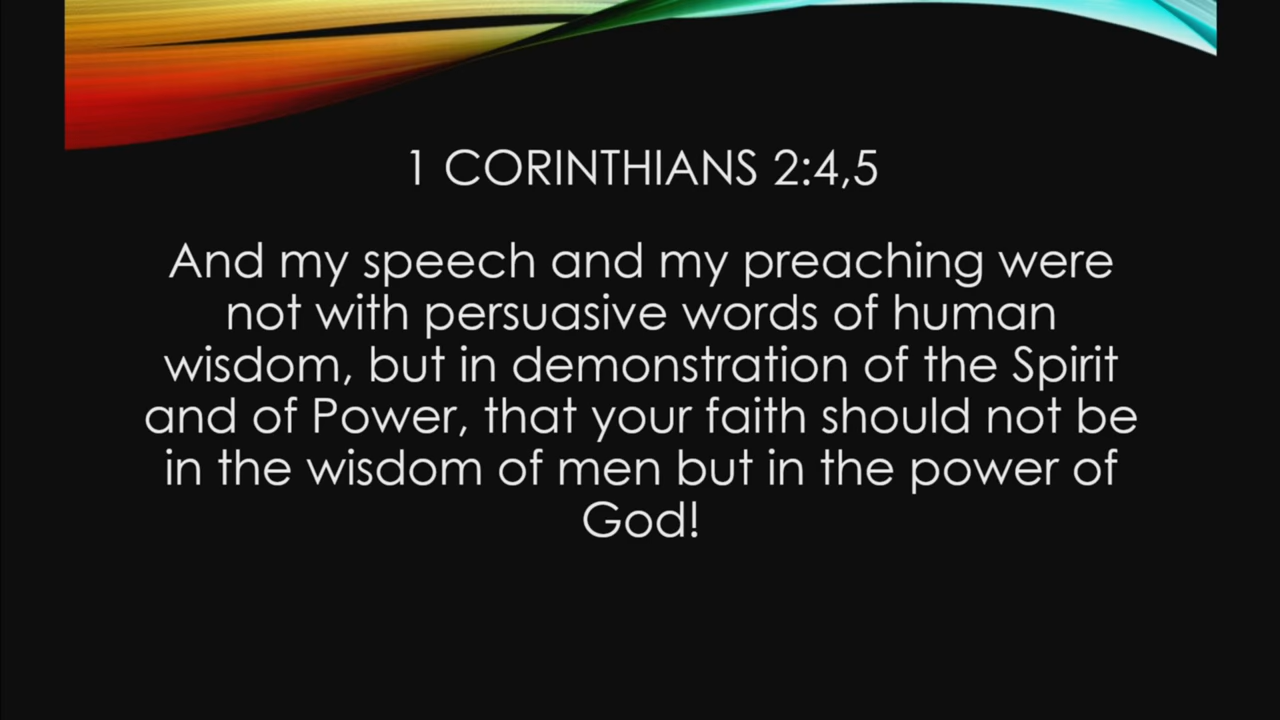 1 CORINTHIANS 2:4,5
And my speech and my preaching were
not with persuasive words of human
wisdom, but in demonstration of the Spirit
and of Power, that your faith should not be
in the wisdom of men but in the power of
God!